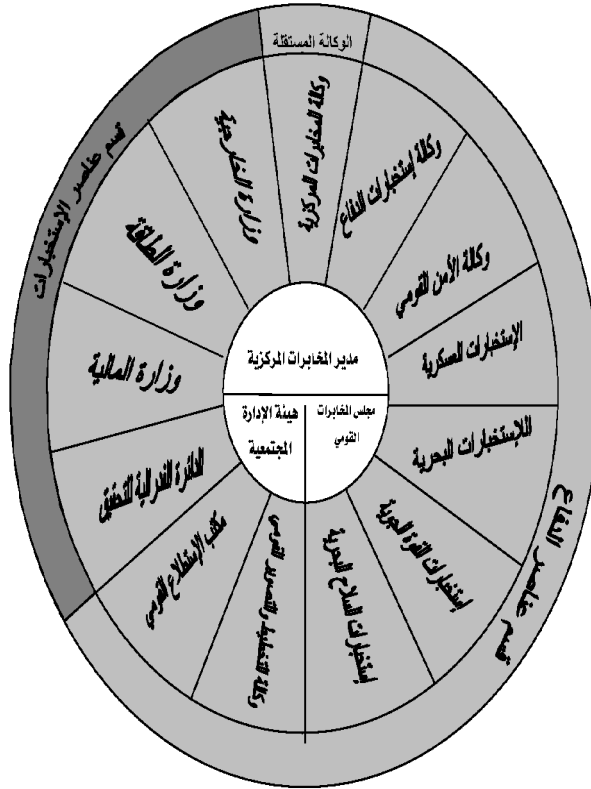 الوكالة المستقلة
وكالة المخابرات المركزية
وكالة إستخبارات الدفاع
وكالة الأمن القومي
الإستخبارات العسكرية
اللإستخبارات البحرية
إستخبارات القوة الجوية
إستخبارات السلاح البحرية
وكالة التخطيط والتصوير القومي
مكتب الإستطلاع القومي
الدائرة الفدرالية للتحقيق
وزارة المالية
وزارة الطاقة
وزارة الخارجية
قسم عناصر الإستخبارات
قسم عناصر الدفاع
مدير المخابرات المركزية
مجلس المخابرات
القومي
هيئة الإدارة
المجتمعية